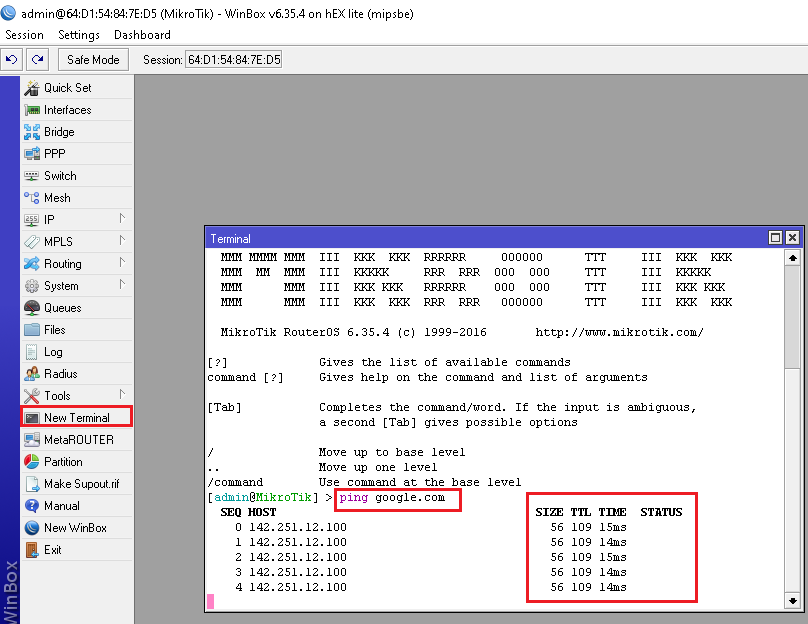 admin@64:D1:54:84:7E:D5 (MikroTik) - WinBox v6.35.4 on hEX lite (mipsbe)
Session Settings Dashboard
Safe Mode Session: 64:D1:54:84:7E:D5
Quick Set
Interfaces
Bridge
PPP
Switch
Mesh
IP
MPLS
Routing
System
Queues
Files
Log
Radius
Tools
New Terminal
MetaROUTER
Partition
Make Supout.rif
Manual
New WinBox
Exit
WinBox
Terminal
MMM MMMM MMM III KKK KKK RRRRRR 000000 TTT III KKK KKK
MMM MM MMM III KKKKK RRR RRR 000 000 TTT III KKKKK
MMM MMM III KKK KKK RRRRRR 000 000 TTT III KKK KKK
MMM MMM III KKK KKK RRR RRR 000000 TTT III KKK KKK
MikroTik RouterOS 6.35.4 (c) 1999-2016 http://www.mikrotik.com/
[?] Gives the list of available commands
command [?] Gives help on the command and list of arguments
[Tab] Completes the command/word. If the input is ambiguous,
a second [Tab] gives possible options
/ Move up to base level
.. Move up one level
/command Use command at the base level
[admin@MikroTik] > ping google.com
SEQ HOST SIZE TTL TIME STATUS
0 142.251.12.100 56 109 15ms
1 142.251.12.100 56 109 14ms
2 142.251.12.100 56 109 15ms
3 142.251.12.100 56 109 14ms
4 142.251.12.100 56 109 14ms